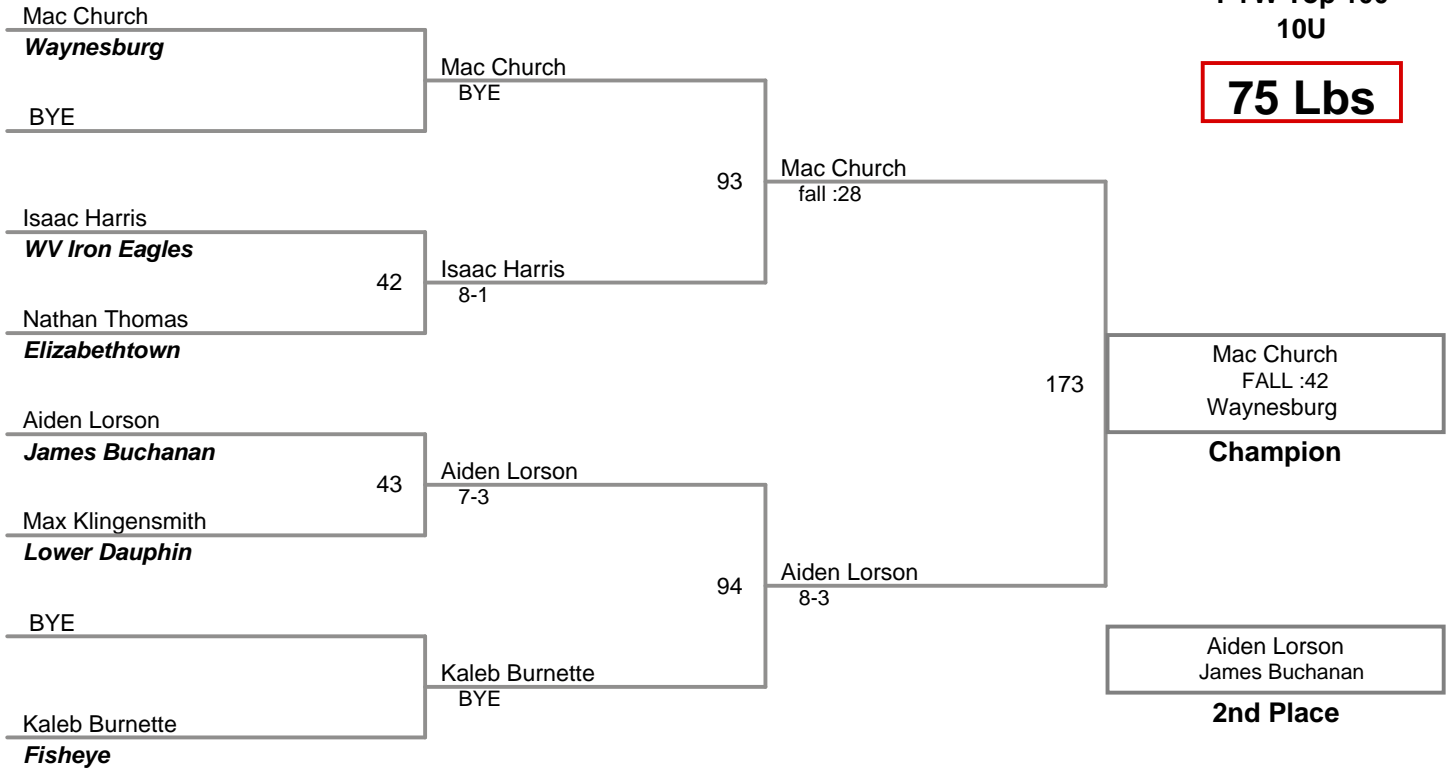 10U
75 Lbs
Mac Church
Waynesburg
BYE
Isaac Harris
WV Iron Eagles
Nathan Thomas
Elizabethtown
Aiden Lorson
James Buchanan
Max Klingensmith
Lower Dauphin
BYE
Kaleb Burnette
Fisheye
42
43
Mac Church
BYE
Isaac Harris
8-1
Aiden Lorson
7-3
Kaleb Burnette
BYE
93
94
Mac Church
fall :28
Aiden Lorson
8-3
173
Mac Church
FALL :42
Waynesburg
Champion
Aiden Lorson
James Buchanan
2nd Place